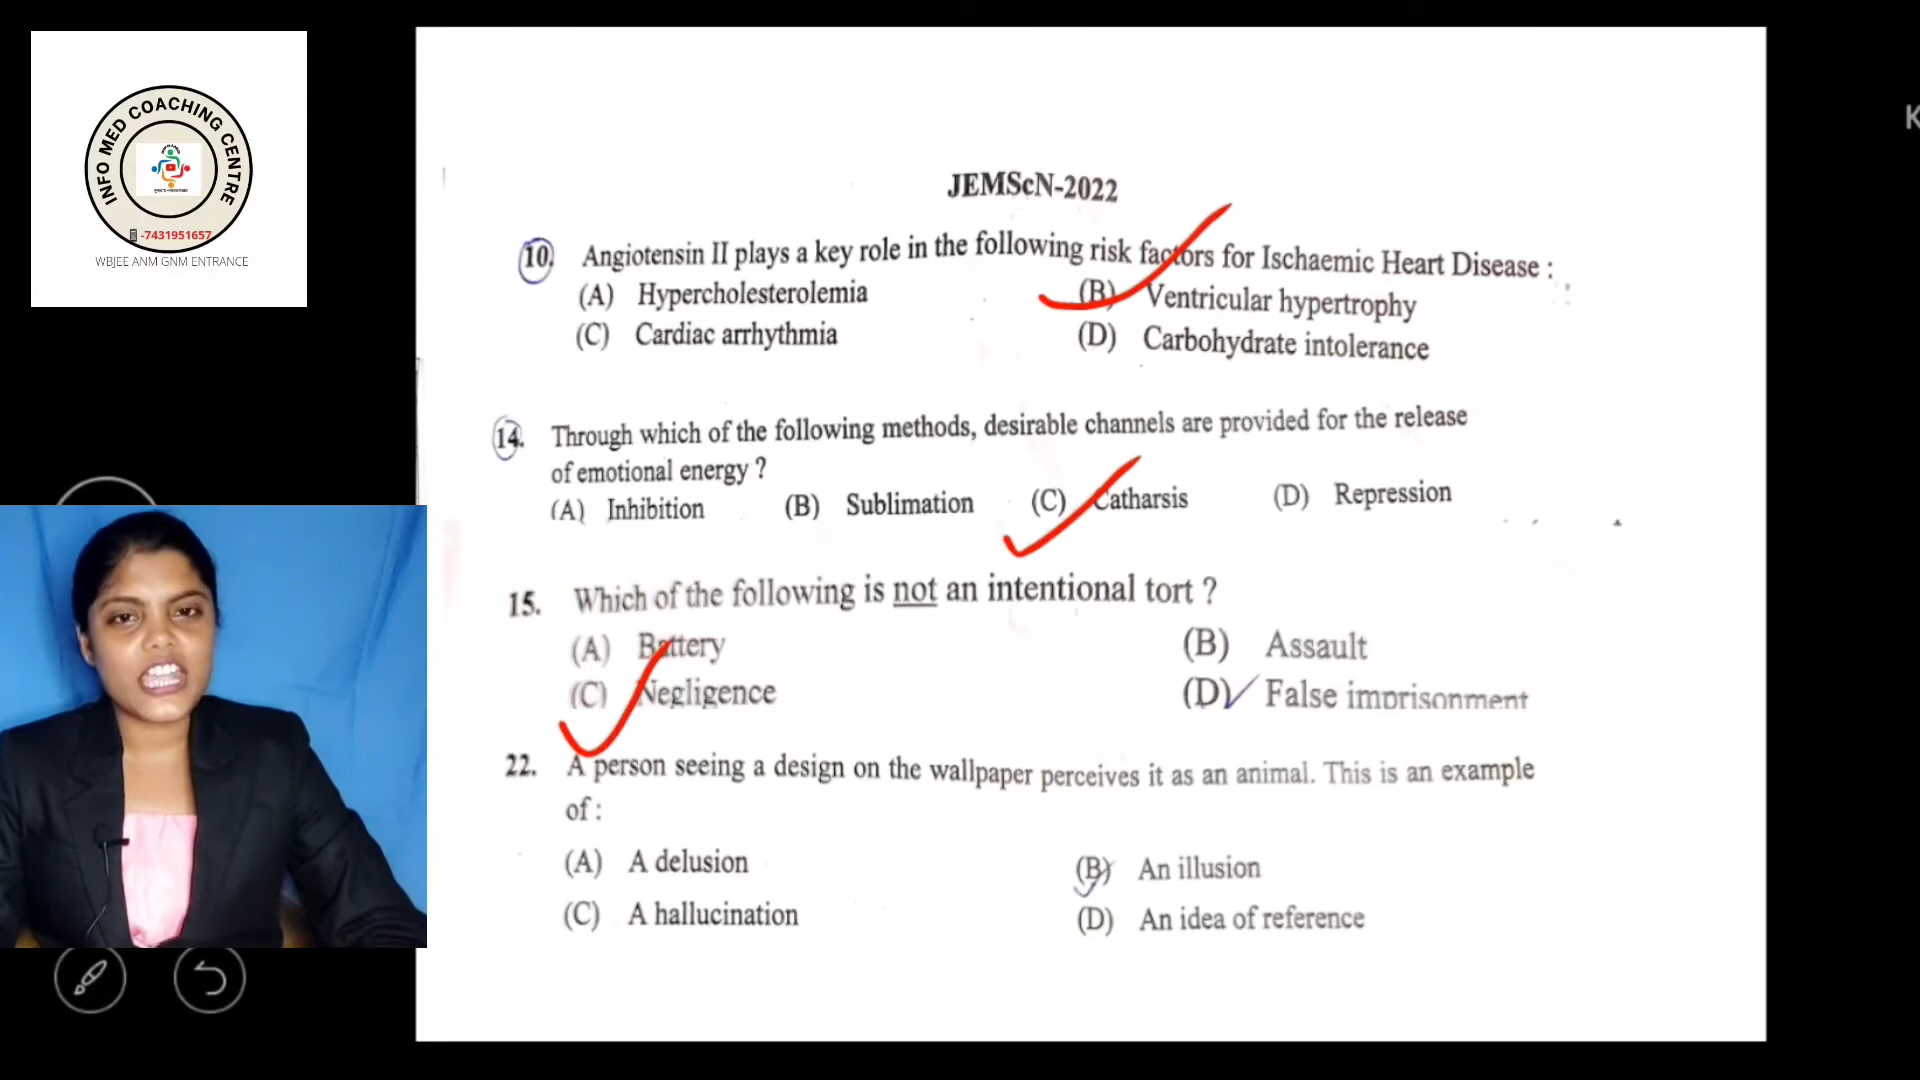 INFO MED COACHING CENTRE
-7431951657
WBJEE ANM GNM ENTRANCE
K
JEMScN-2022
10. Angiotensin II plays a key role in the following risk factors for Ischaemic Heart Disease :
(A) Hypercholesterolemia (B) Ventricular hypertrophy
(C) Cardiac arrhythmia (D) Carbohydrate intolerance
14. Through which of the following methods, desirable channels are provided for the release
of emotional energy ?
(A) Inhibition (B) Sublimation (C) Catharsis (D) Repression
15. Which of the following is not an intentional tort ?
(A) Battery (B) Assault
(C) Negligence (D) False imprisonment
22. A person seeing a design on the wallpaper perceives it as an animal. This is an example
of :
(A) A delusion (B) An illusion
(C) A hallucination (D) An idea of reference